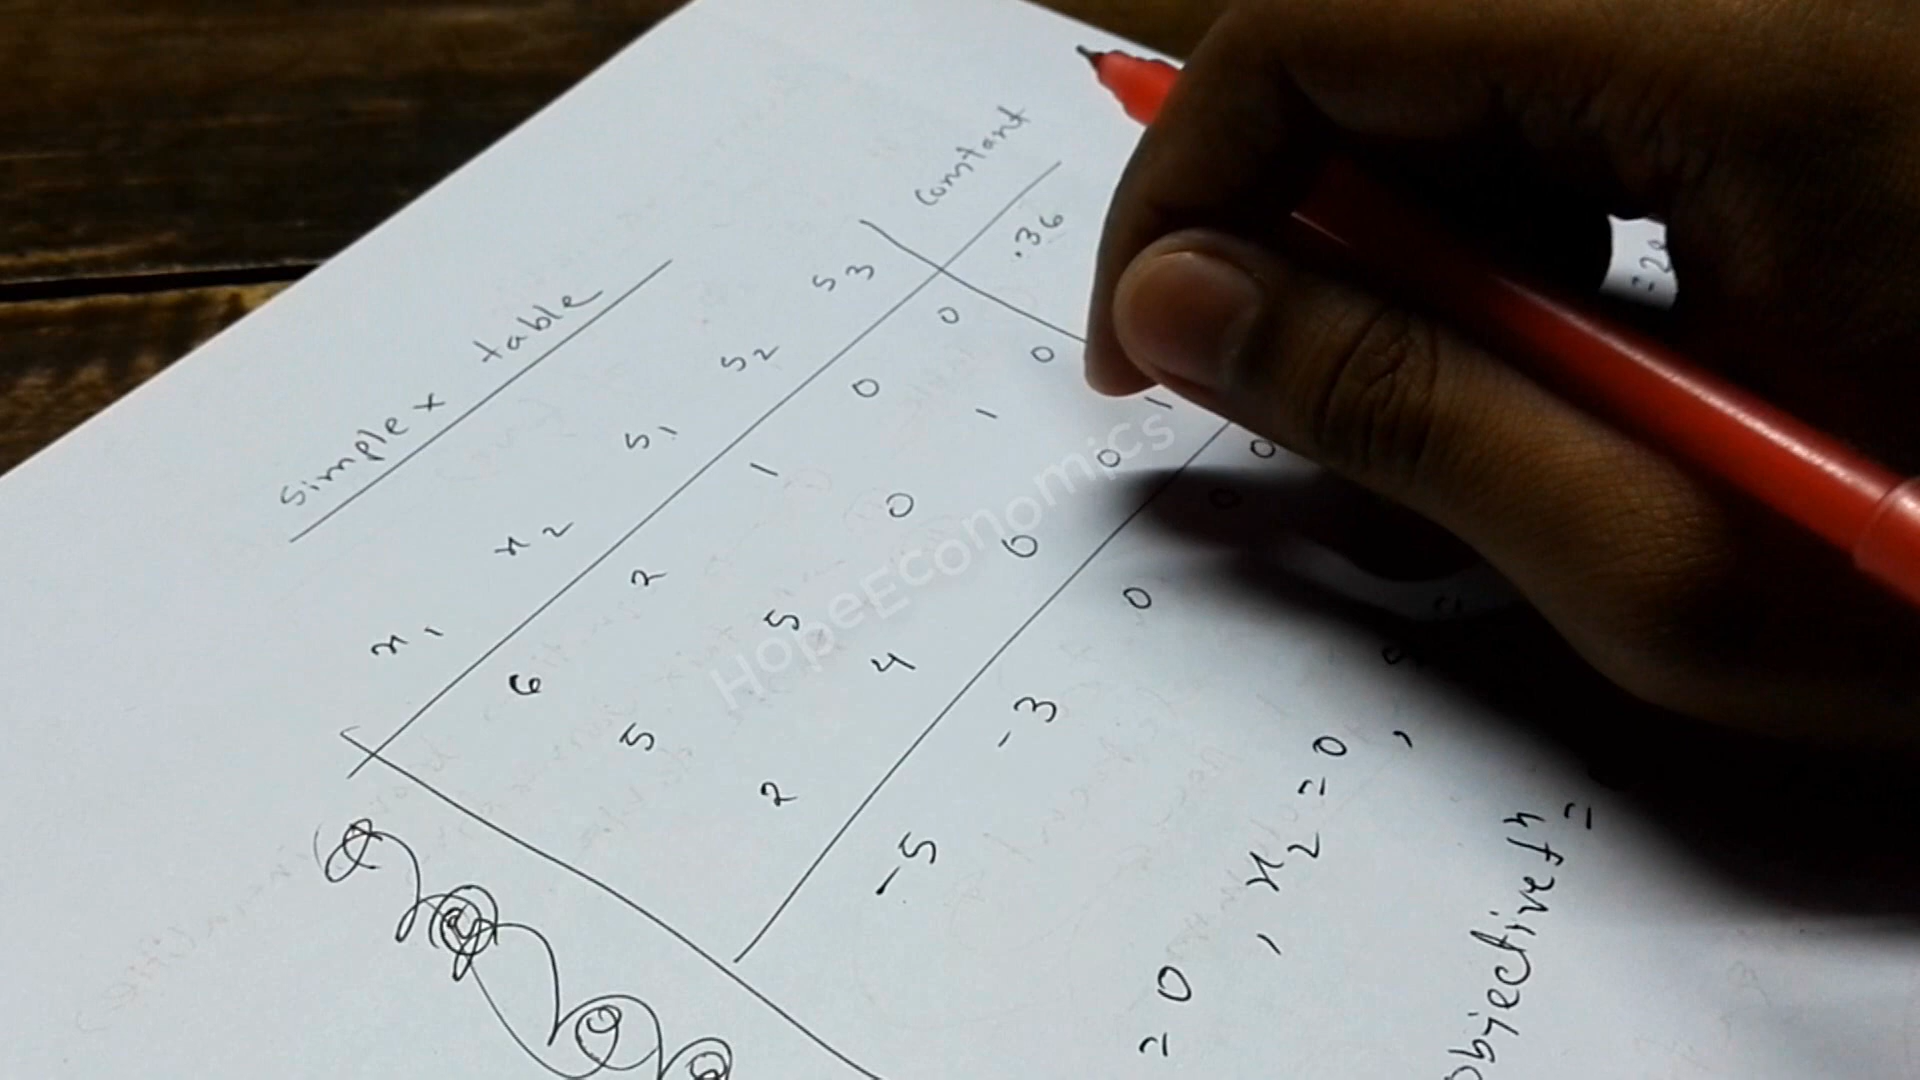 Simplex table
x1 x2 s1 s2 s3 constant
6 2 1 0 0 36
5 5 0 1 0
2 4 0 0 1
-5 -3 0 0 0
= 0, x2 = 0,
objective fn =
= 28
HopeEconomics